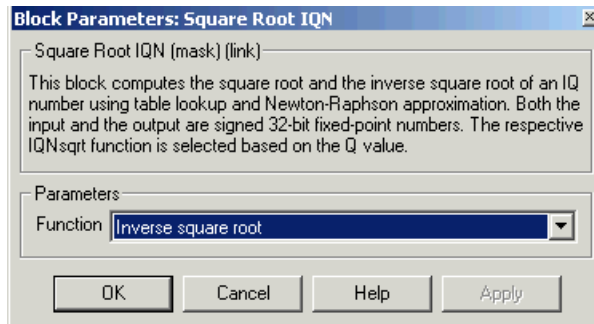 Block Parameters: Square Root IQN
Square Root IQN (mask) (link)
This block computes the square root and the inverse square root of an IQ
number using table lookup and Newton-Raphson approximation. Both the
input and the output are signed 32-bit fixed-point numbers. The respective
IQNsqrt function is selected based on the Q value.
Parameters
Function Inverse square root
OK Cancel Help Apply